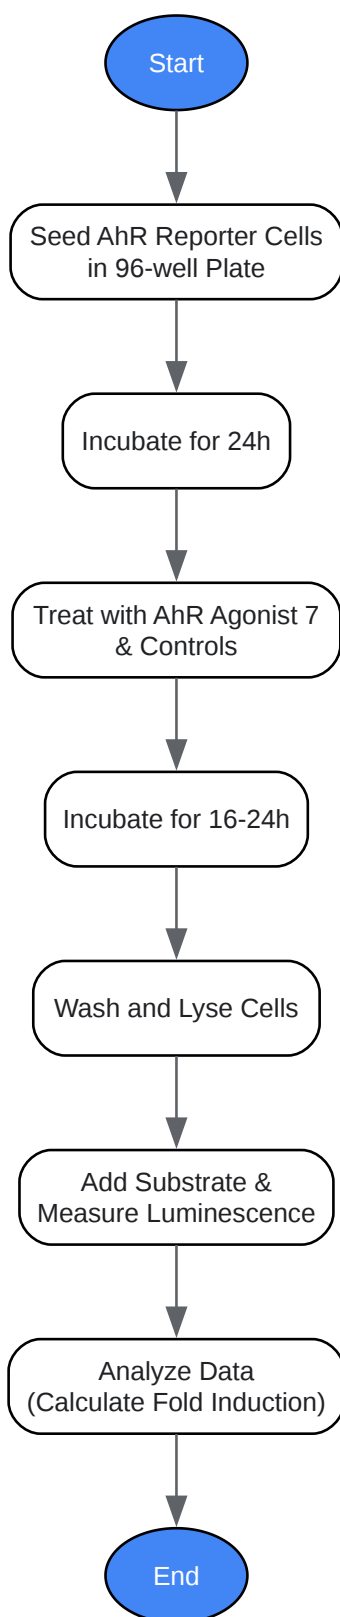 Start
Seed AhR Reporter Cells
in 96-well Plate
Incubate for 24h
Treat with AhR Agonist 7
& Controls
Incubate for 16-24h
Wash and Lyse Cells
Add Substrate &
Measure Luminescence
Analyze Data
(Calculate Fold Induction)
End